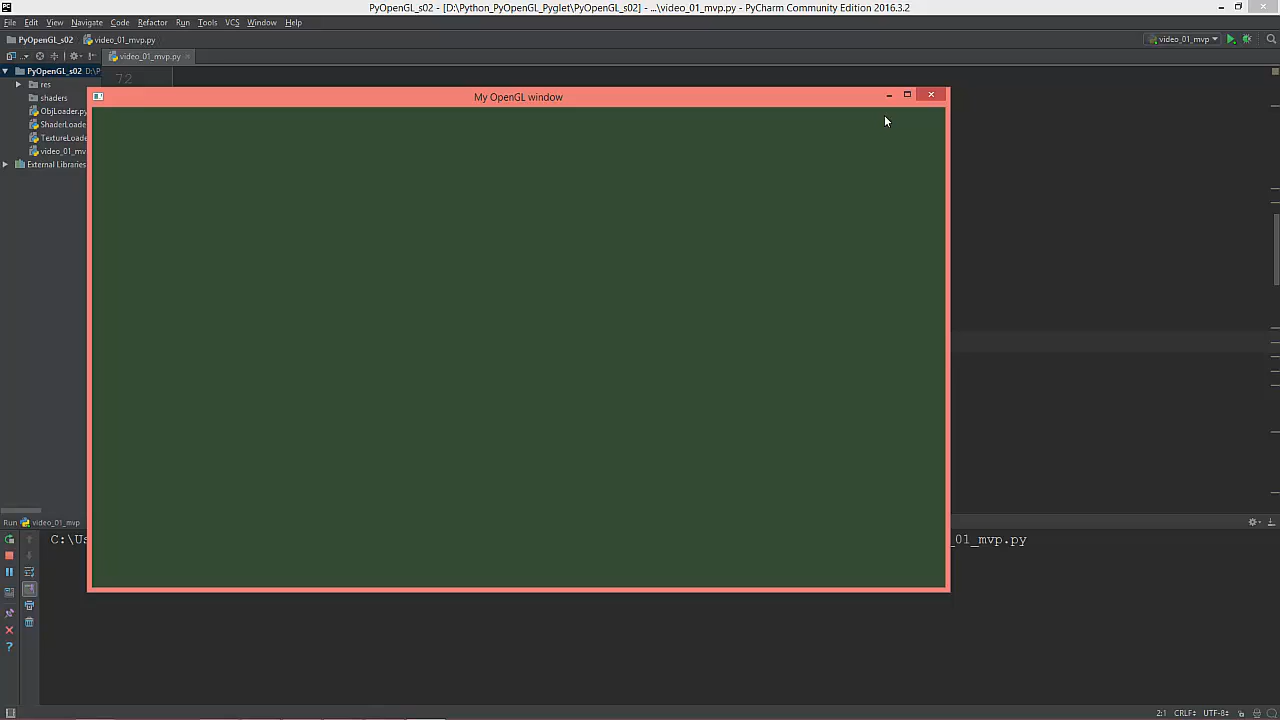 PyOpenGL_s02 - [D:\Python_PyOpenGL_Pyglet\PyOpenGL_s02] - ...\video_01_mvp.py - PyCharm Community Edition 2016.3.2
File Edit View Navigate Code Refactor Run Tools VCS Window Help
PyOpenGL_s02 video_01_mvp.py
video_01_mvp
video_01_mvp.py
PyOpenGL_s02 D:\P
72
res
My OpenGL window
shaders
ObjLoader.py
ShaderLoade
TextureLoade
video_01_mv
External Libraries
Run video_01_mvp
C:\Us
_01_mvp.py
2:1 CRLF÷ UTF-8÷